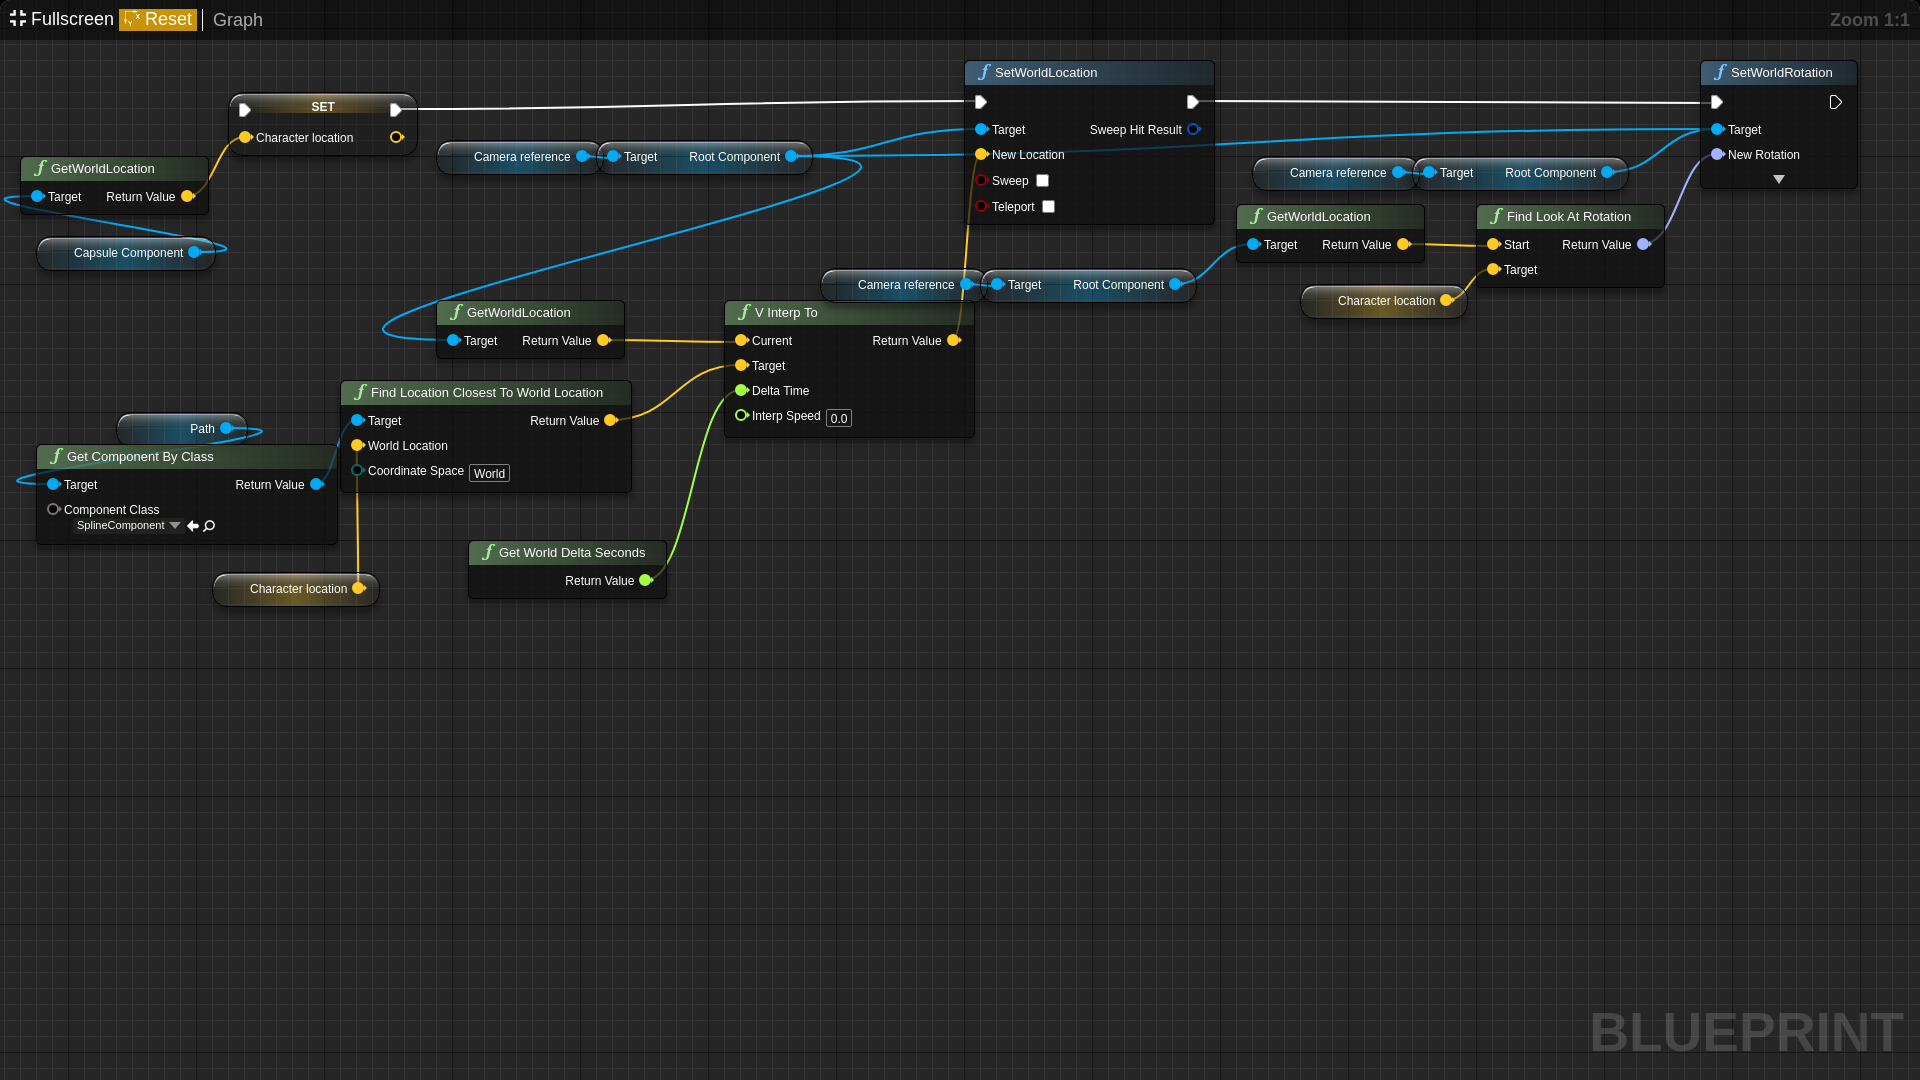 Fullscreen Reset Graph Zoom 1:1
SET
Character location
GetWorldLocation
Target Return Value
Capsule Component
Camera reference
Target Root Component
SetWorldLocation
Target Sweep Hit Result
New Location
Sweep
Teleport
SetWorldRotation
Target
New Rotation
Camera reference
Target Root Component
GetWorldLocation
Target Return Value
Find Look At Rotation
Start Return Value
Target
Character location
Camera reference
Target Root Component
GetWorldLocation
Target Return Value
V Interp To
Current Return Value
Target
Delta Time
Interp Speed 0.0
Find Location Closest To World Location
Target Return Value
World Location
Coordinate Space World
Path
Get Component By Class
Target Return Value
Component Class
SplineComponent
Character location
Get World Delta Seconds
Return Value
BLUEPRINT